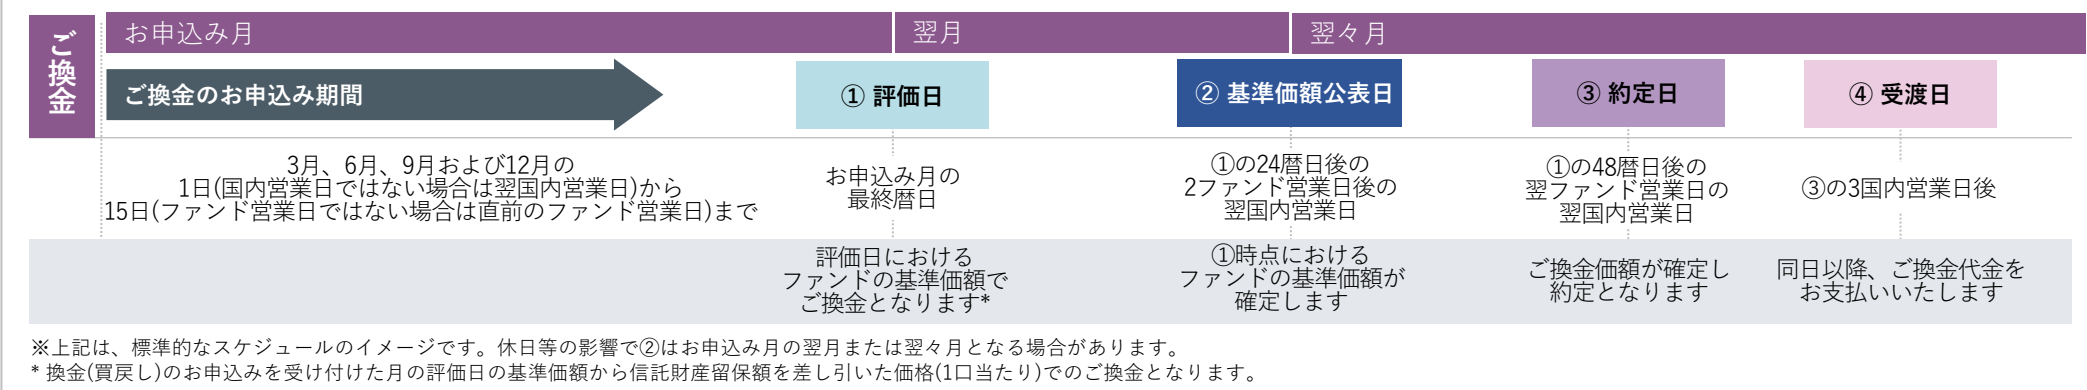 ご換金
お申込み月
翌月
翌々月
ご換金のお申込み期間
① 評価日
② 基準価額公表日
③ 約定日
④ 受渡日
3月、6月、9月および12月の
1日(国内営業日ではない場合は翌国内営業日)から
15日(ファンド営業日ではない場合は直前のファンド営業日)まで
お申込み月の
最終暦日
①の24暦日後の
2ファンド営業日後の
翌国内営業日
①の48暦日後の
翌ファンド営業日の
翌国内営業日
③の3国内営業日後
評価日における
ファンドの基準価額で
ご換金となります*
①時点における
ファンドの基準価額が
確定します
ご換金価額が確定し
約定となります
同日以降、ご換金代金を
お支払いいたします
※上記は、標準的なスケジュールのイメージです。休日等の影響で②はお申込み月の翌月または翌々月となる場合があります。
* 換金(買戻し)のお申込みを受け付けた月の評価日の基準価額から信託財産留保額を差し引いた価格(1口当たり)でのご換金となります。